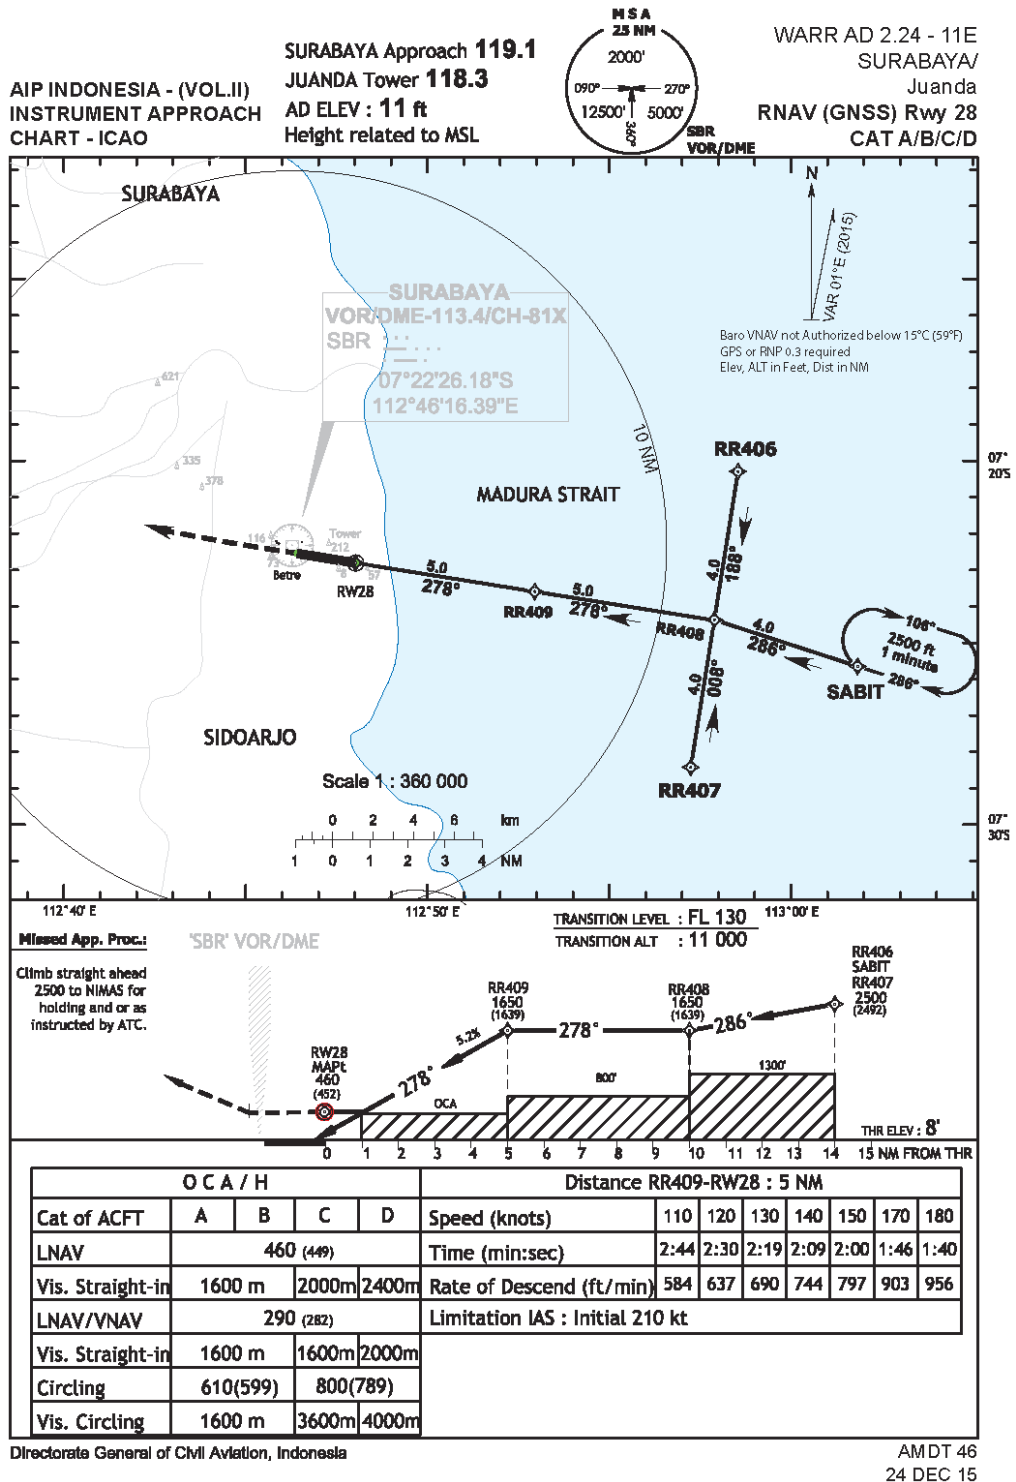 AIP INDONESIA - (VOL.II)
INSTRUMENT APPROACH
CHART - ICAO
SURABAYA Approach 119.1
JUANDA Tower 118.3
AD ELEV : 11 ft
Height related to MSL
M S A
25 NM
2000'
090°
270°
12500'
5000'
360°
SBR
VOR/DME
WARR AD 2.24 - 11E
SURABAYA/
Juanda
RNAV (GNSS) Rwy 28
CAT A/B/C/D
SURABAYA
N
VAR 01°E (2015)
SURABAYA
VOR/DME-113.4/CH-81X
SBR
07°22'26.18"S
112°46'16.39"E
Baro VNAV not Authorized below 15°C (59°F)
GPS or RNP 0.3 required
Elev, ALT in Feet, Dist in NM
621
335
378
10 NM
RR406
07°
20'S
MADURA STRAIT
116
73
Tower
212
6
57
Betre
RW28
5.0
278°
RR409
5.0
278°
RR408
4.0
188°
4.0
286°
106°
2500 ft
1 minute
286°
SABIT
4.0
008°
RR407
SIDOARJO
Scale 1 : 360 000
0 2 4 6 km
1 0 1 2 3 4 NM
07°
30'S
112°40' E
112°50' E
113°00' E
TRANSITION LEVEL : FL 130
TRANSITION ALT : 11 000
Missed App. Proc.:
Climb straight ahead
2500 to NIMAS for
holding and or as
instructed by ATC.
'SBR' VOR/DME
RR406
SABIT
RR407
2500
(2492)
RR409
1650
(1639)
RR408
1650
(1639)
5.2%
278°
278°
286°
RW28
MAPt
460
(452)
OCA
800'
1300'
THR ELEV : 8'
0 1 2 3 4 5 6 7 8 9 10 11 12 13 14 15 NM FROM THR
O C A / H
Distance RR409-RW28 : 5 NM
Cat of ACFT A B C D
Speed (knots) 110 120 130 140 150 170 180
LNAV 460 (449)
Time (min:sec) 2:44 2:30 2:19 2:09 2:00 1:46 1:40
Vis. Straight-in 1600 m 2000m 2400m
Rate of Descend (ft/min) 584 637 690 744 797 903 956
LNAV/VNAV 290 (282)
Limitation IAS : Initial 210 kt
Vis. Straight-in 1600 m 1600m 2000m
Circling 610(599) 800(789)
Vis. Circling 1600 m 3600m 4000m
Directorate General of Civil Aviation, Indonesia
AMDT 46
24 DEC 15